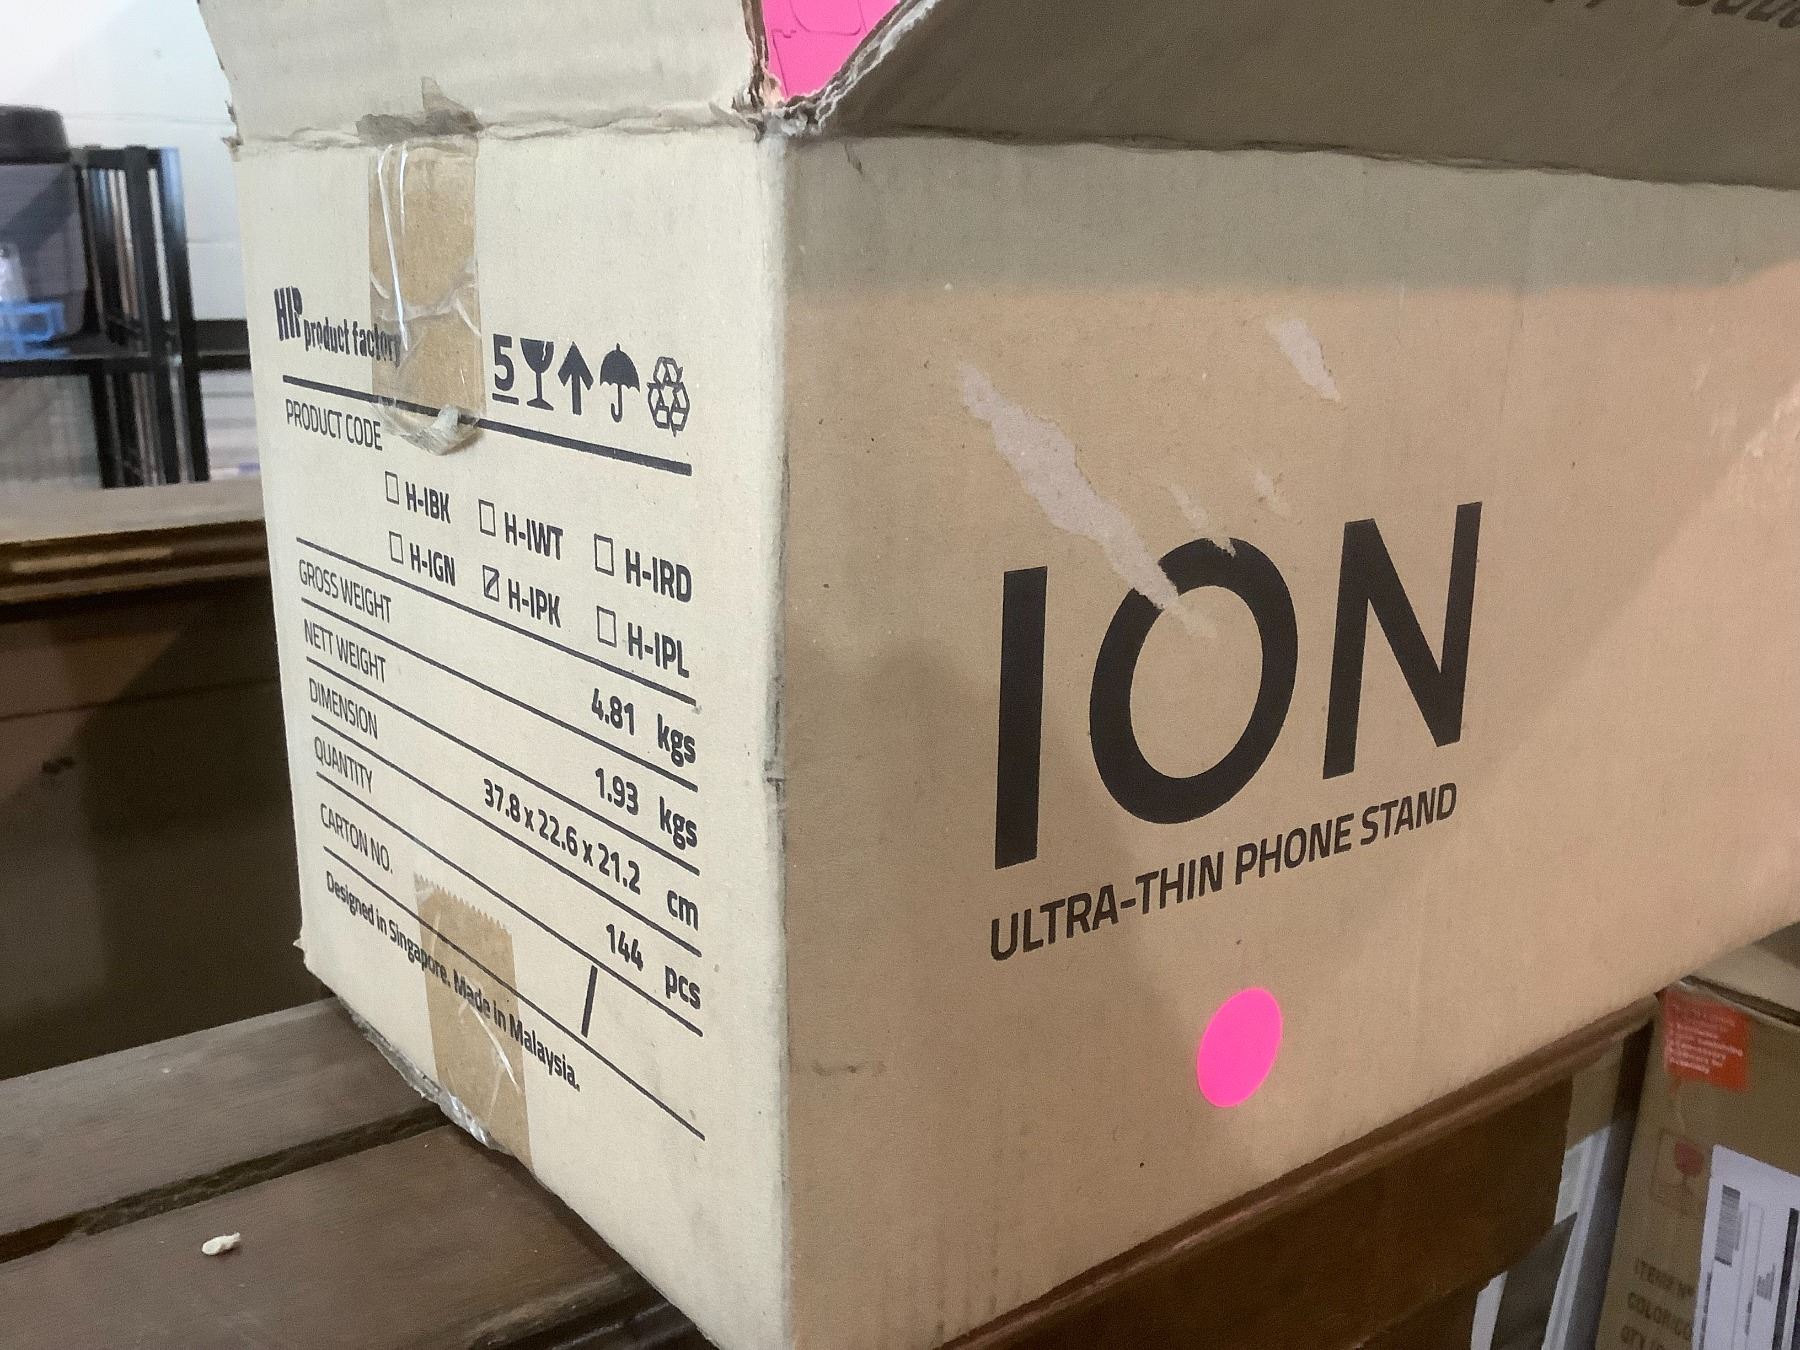 HIP product factory
5
PRODUCT CODE
H-IBK H-IWT H-IRD
H-IGN H-IPK H-IPL
GROSS WEIGHT 4.81 kgs
NETT WEIGHT 1.93 kgs
DIMENSION 37.8 x 22.6 x 21.2 cm
QUANTITY 144 pcs
CARTON NO. /
Designed in Singapore. Made in Malaysia.
ION
ULTRA-THIN PHONE STAND